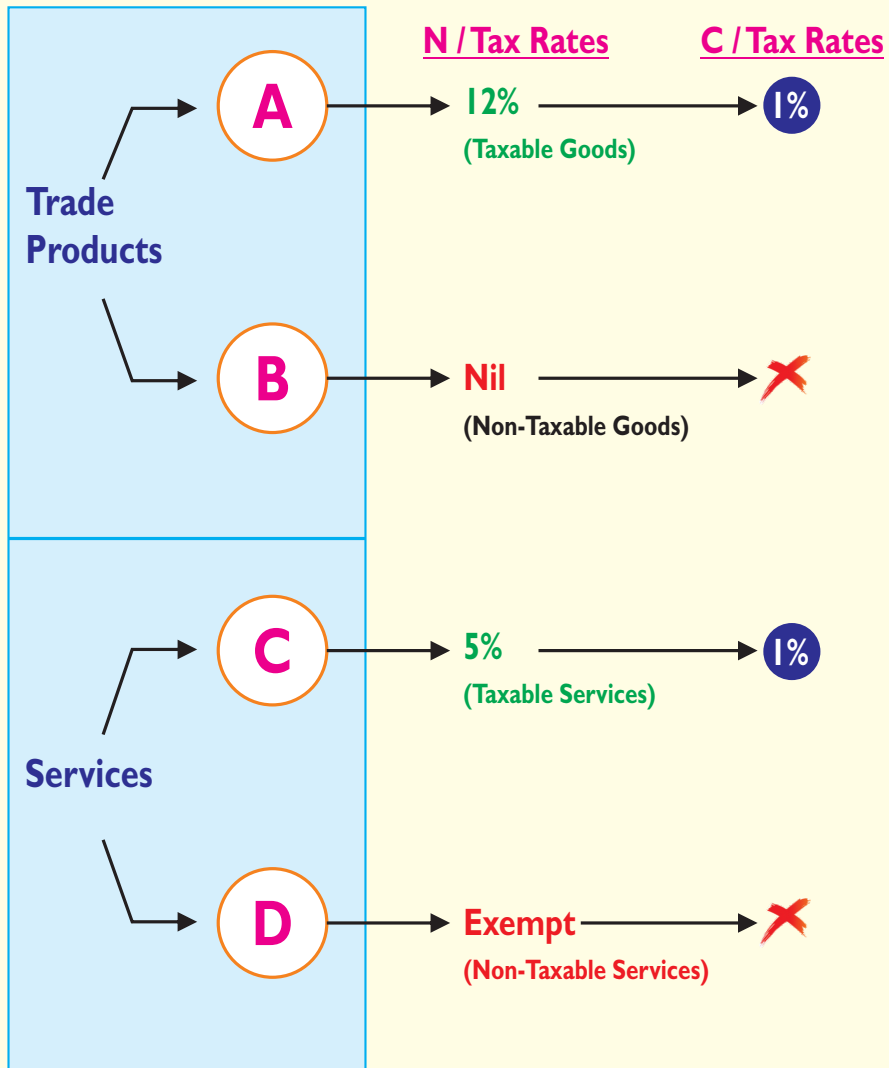 N / Tax Rates C / Tax Rates
A 12% 1%
(Taxable Goods)
Trade
Products
B Nil
(Non-Taxable Goods)
C 5% 1%
(Taxable Services)
Services
D Exempt
(Non-Taxable Services)